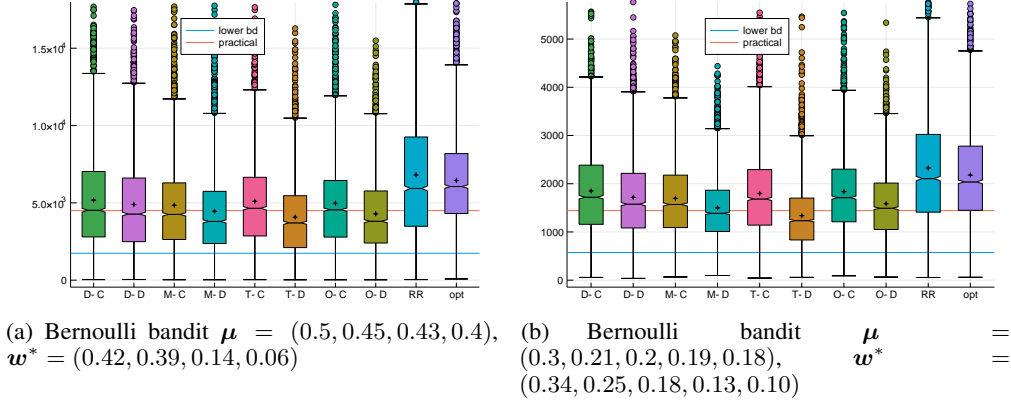 lower bd
practical
1.5×10⁴
1.0×10⁴
5.0×10³
0
D- C D- D M- C M- D T- C T- D O- C O- D RR opt
lower bd
practical
5000
4000
3000
2000
1000
0
D- C D- D M- C M- D T- C T- D O- C O- D RR opt
(a) Bernoulli bandit μ = (0.5, 0.45, 0.43, 0.4),
w* = (0.42, 0.39, 0.14, 0.06)
(b) Bernoulli bandit μ =
(0.3, 0.21, 0.2, 0.19, 0.18), w* =
(0.34, 0.25, 0.18, 0.13, 0.10)